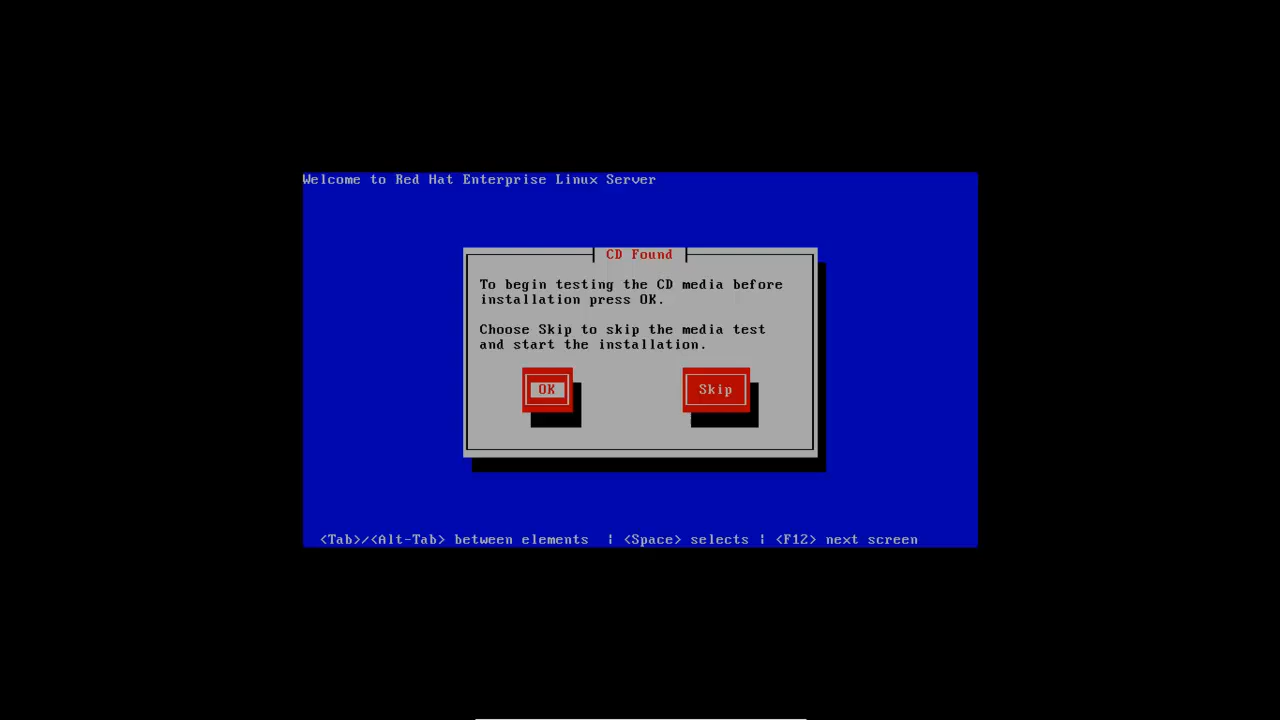 Welcome to Red Hat Enterprise Linux Server
CD Found
To begin testing the CD media before
installation press OK.
Choose Skip to skip the media test
and start the installation.
OK
Skip
<Tab>/<Alt-Tab> between elements | <Space> selects | <F12> next screen